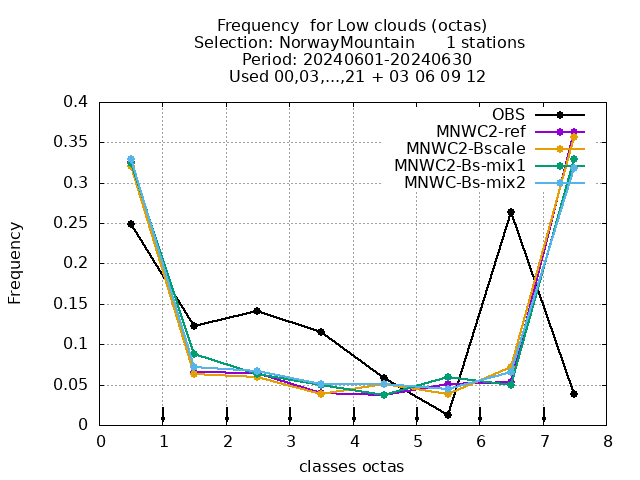 Frequency  for Low clouds (octas)
Selection: NorwayMountain      1 stations
Period: 20240601-20240630
Used 00,03,...,21 + 03 06 09 12
OBS
MNWC2-ref
MNWC2-Bscale
MNWC2-Bs-mix1
MNWC-Bs-mix2
Frequency
0.4
0.35
0.3
0.25
0.2
0.15
0.1
0.05
0
0 1 2 3 4 5 6 7 8
classes octas